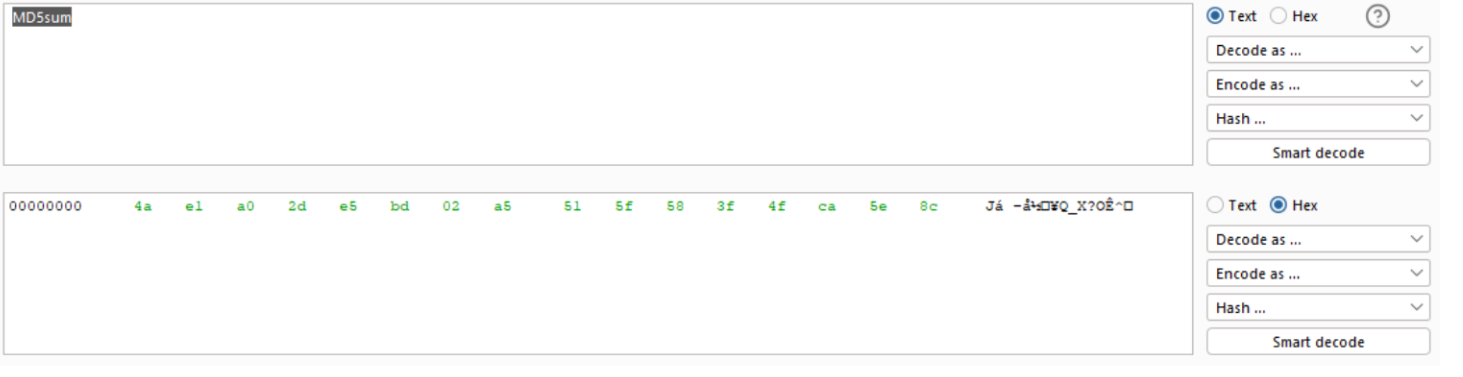 MD5sum
Text Hex ?
Decode as ...
Encode as ...
Hash ...
Smart decode
00000000 4a e1 a0 2d e5 bd 02 a5 51 5f 58 3f 4f ca 5e 8c Já -å½□¥Q_X?OÊ^□
Text Hex
Decode as ...
Encode as ...
Hash ...
Smart decode